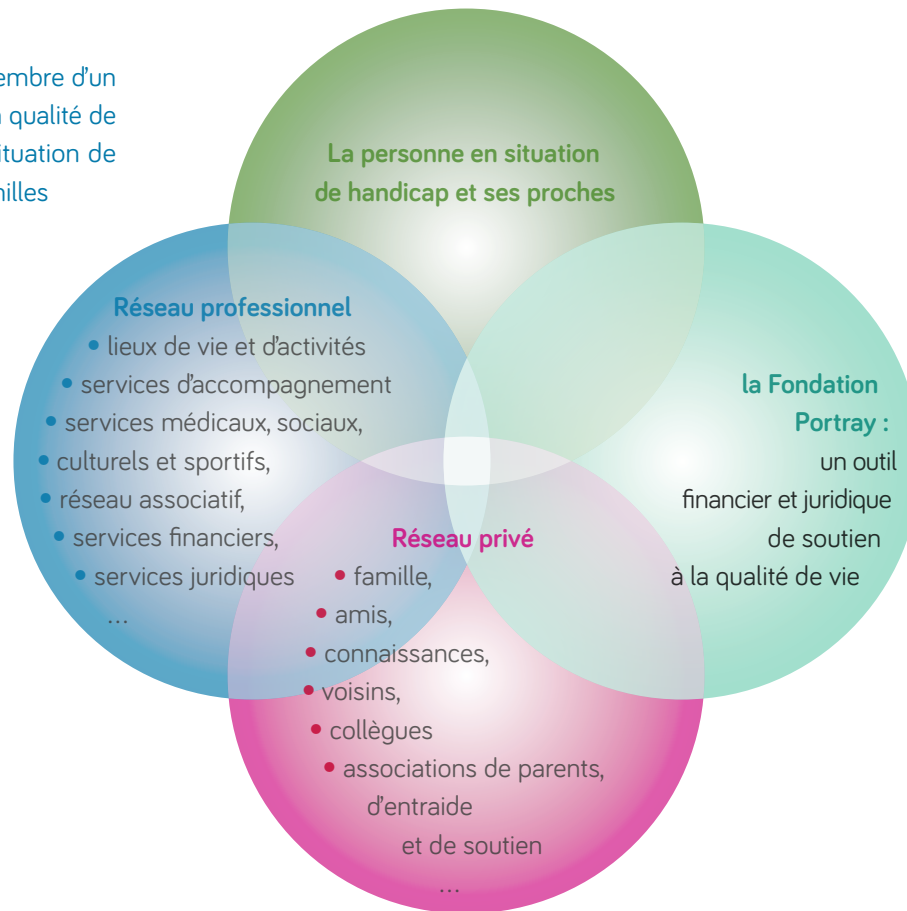 embre d'un
qualité de
ituation de
illes
La personne en situation
de handicap et ses proches
Réseau professionnel
• lieux de vie et d'activités
• services d'accompagnement
• services médicaux, sociaux,
• culturels et sportifs,
• réseau associatif,
• services financiers,
• services juridiques
...
la Fondation
Portray :
un outil
financier et juridique
de soutien
à la qualité de vie
Réseau privé
• famille,
• amis,
• connaissances,
• voisins,
• collègues
• associations de parents,
d'entraide
et de soutien
...